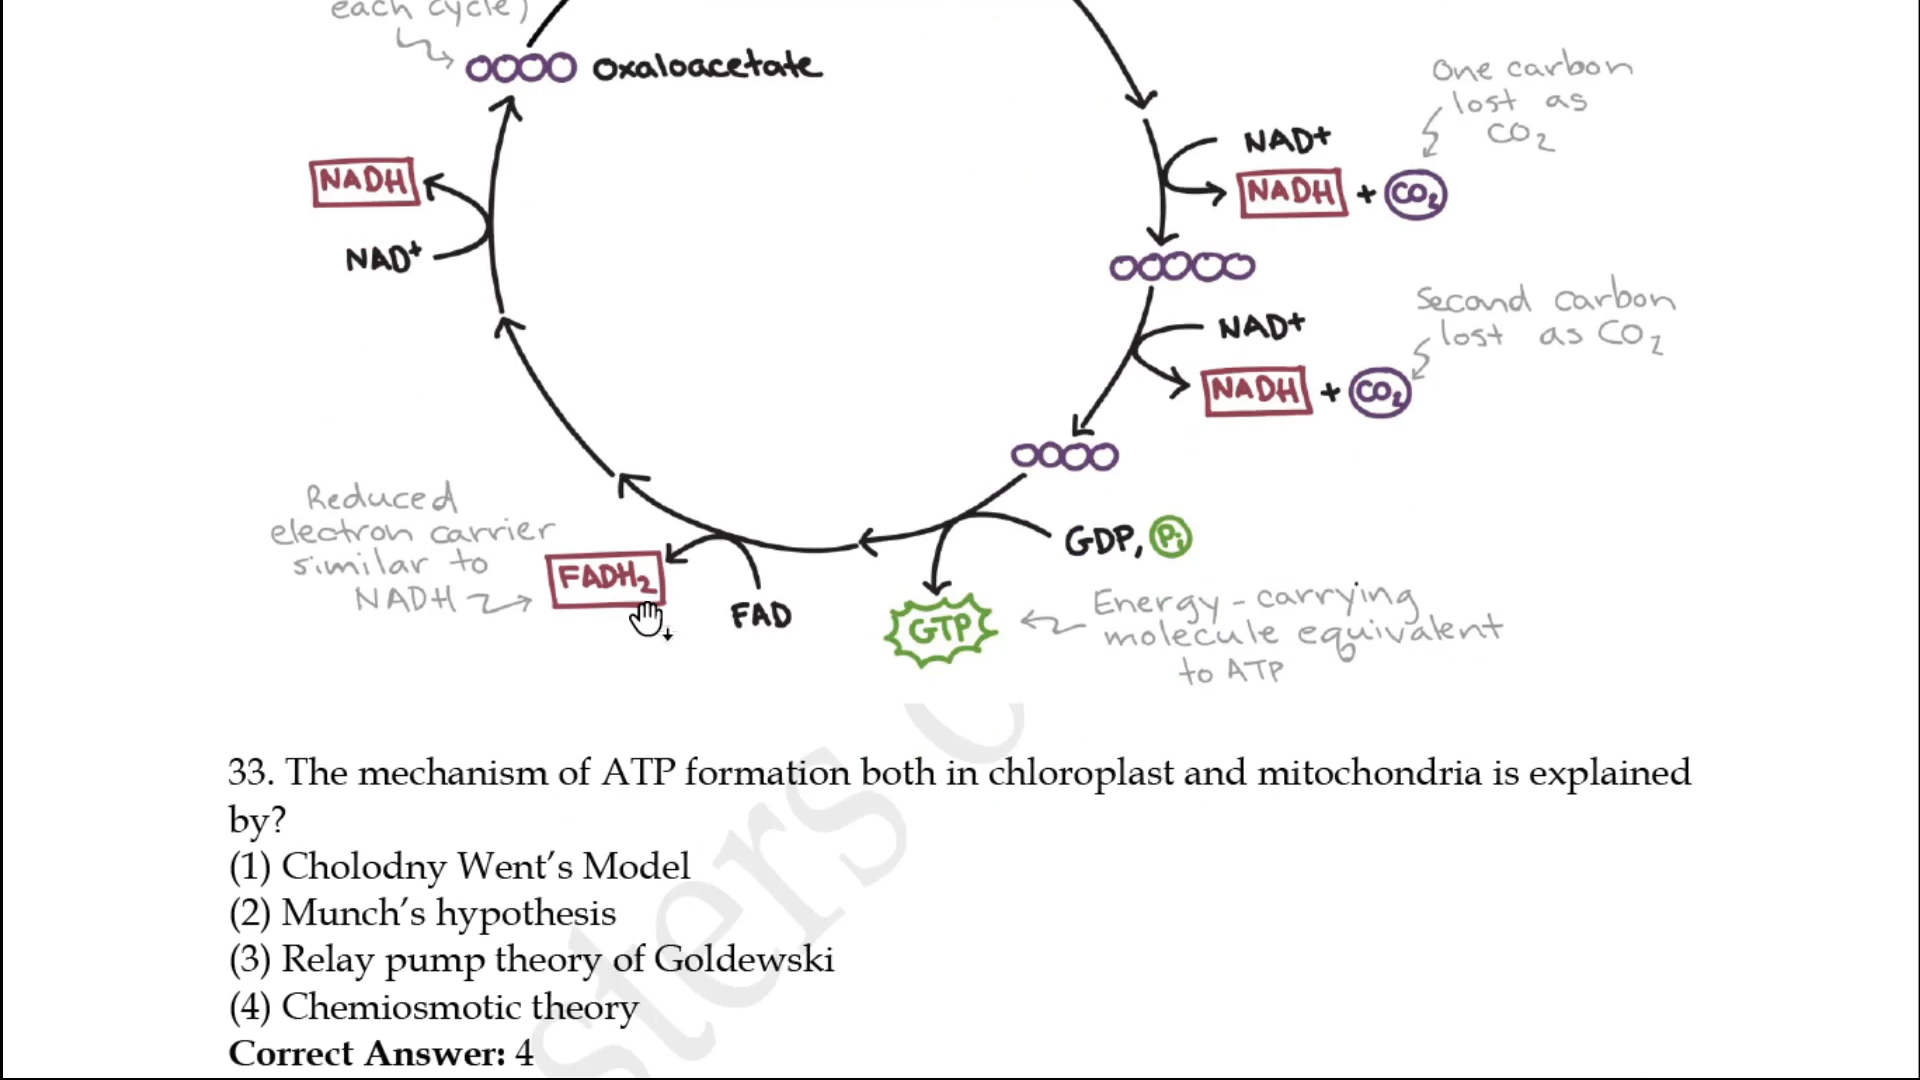 each cycle)
oxaloacetate
One carbon
lost as
CO2
NAD+
NADH + CO2
NADH
NAD+
Second carbon
lost as CO2
NAD+
NADH + CO2
Reduced
electron carrier
similar to
NADH
FADH2
FAD
GDP, Pi
GTP
Energy-carrying
molecule equivalent
to ATP
33. The mechanism of ATP formation both in chloroplast and mitochondria is explained
by?
(1) Cholodny Went’s Model
(2) Munch’s hypothesis
(3) Relay pump theory of Goldewski
(4) Chemiosmotic theory
Correct Answer: 4